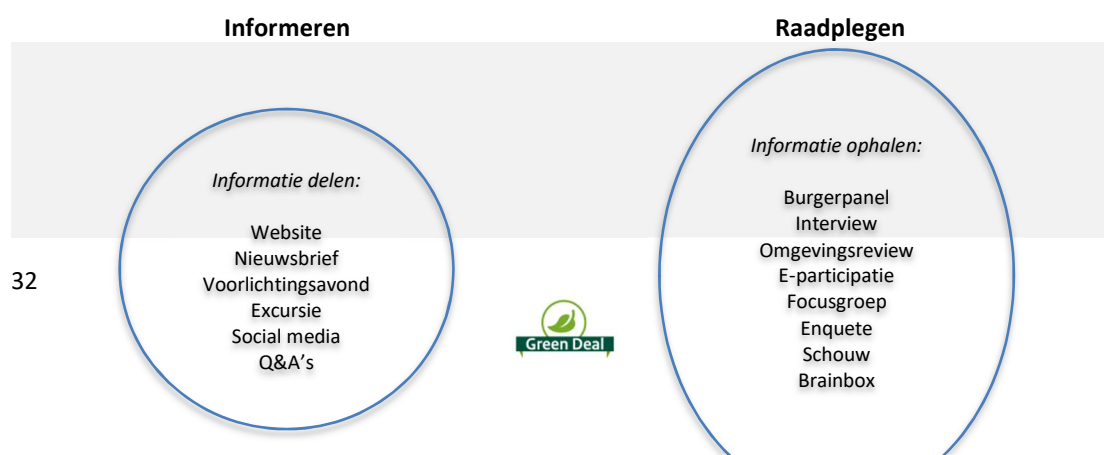 Informeren
Raadplegen
Informatie delen:
Website
Nieuwsbrief
Voorlichtingsavond
Excursie
Social media
Q&A’s
Informatie ophalen:
Burgerpanel
Interview
Omgevingsreview
E-participatie
Focusgroep
Enquete
Schouw
Brainbox
32
Green Deal